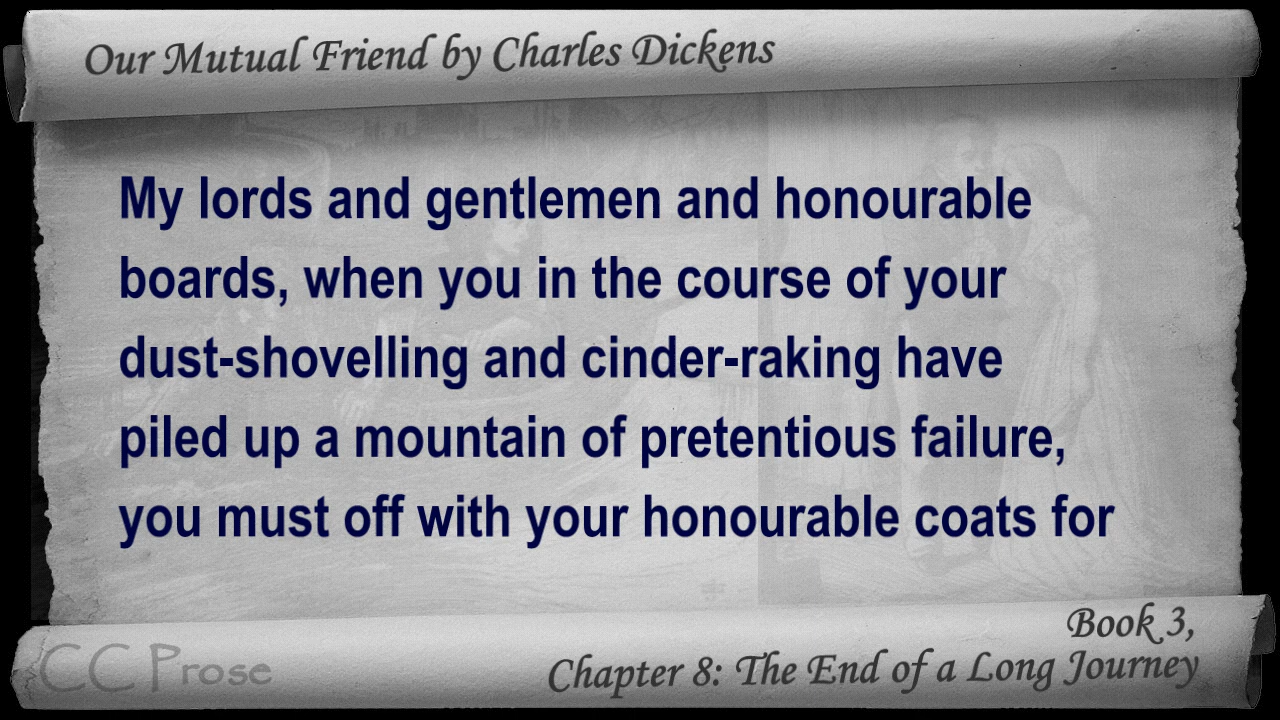 Our Mutual Friend by Charles Dickens
My lords and gentlemen and honourable
boards, when you in the course of your
dust-shovelling and cinder-raking have
piled up a mountain of pretentious failure,
you must off with your honourable coats for
Book 3,
Chapter 8: The End of a Long Journey
CC Prose